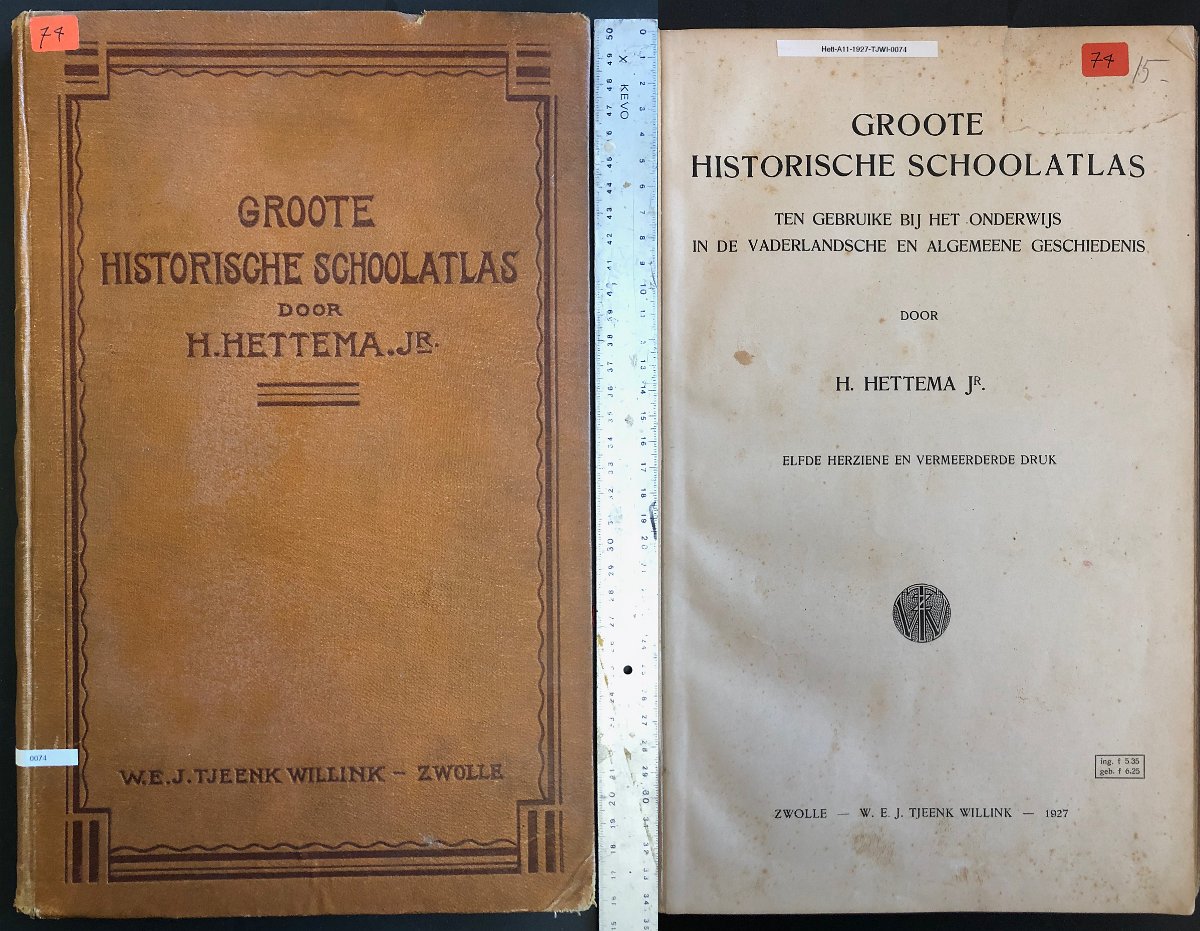 74
GROOTE
HISTORISCHE SCHOOLATLAS
DOOR
H. HETTEMA. JR.
0074
W. E. J. TJEENK WILLINK – ZWOLLE
KEVO
Hett-A11-1927-TJWI-0074
74
15-
GROOTE
HISTORISCHE SCHOOLATLAS
TEN GEBRUIKE BIJ HET ONDERWIJS
IN DE VADERLANDSCHE EN ALGEMEENE GESCHIEDENIS
DOOR
H. HETTEMA JR.
ELFDE HERZIENE EN VERMEERDERDE DRUK
ing. f 5.35
geb. f 6.25
ZWOLLE — W. E. J. TJEENK WILLINK — 1927